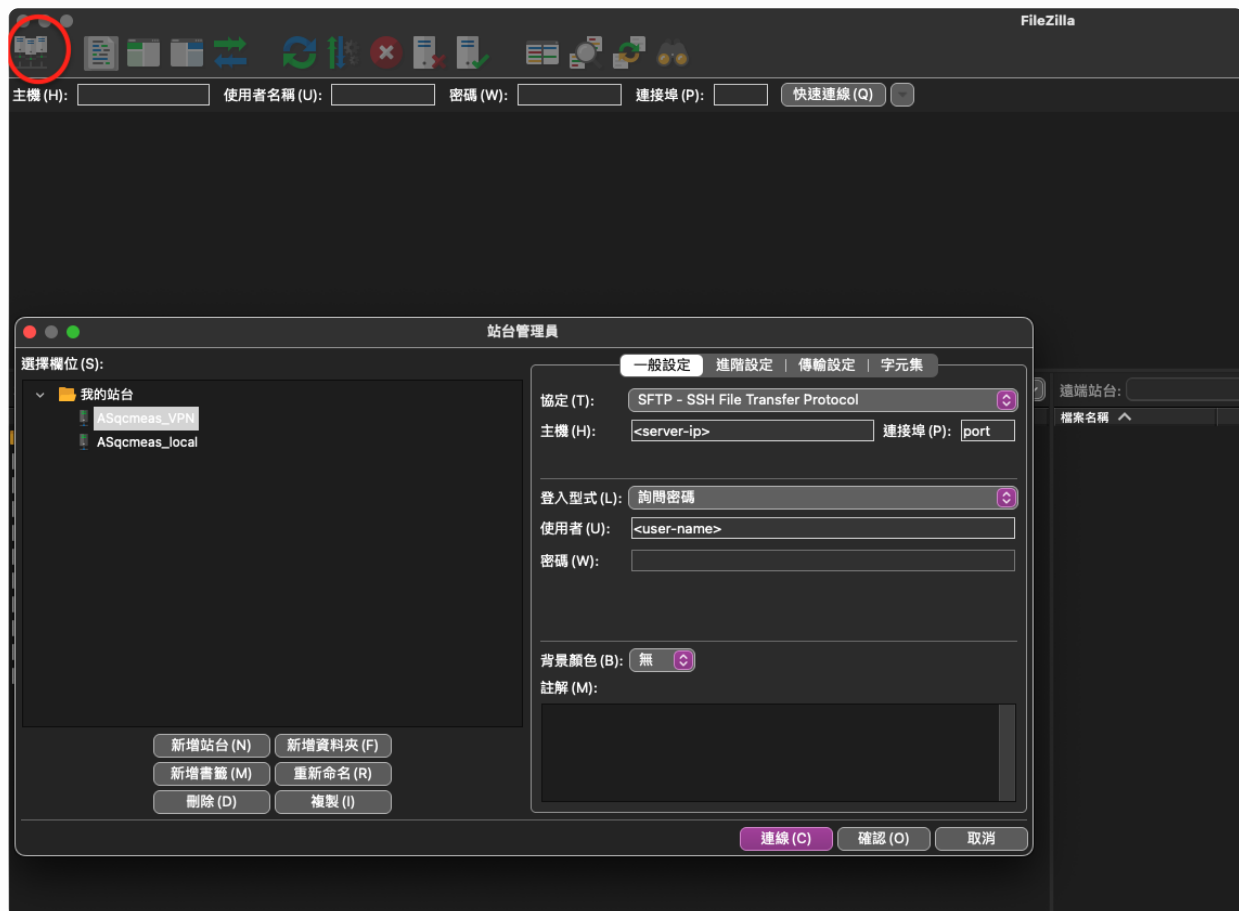 FileZilla
主機(H): 使用者名稱(U): 密碼(W): 連接埠(P): 快速連線(Q)
站台管理員
選擇欄位(S):
我的站台
ASqcmeas_VPN
ASqcmeas_local
新增站台(N) 新增資料夾(F)
新增書籤(M) 重新命名(R)
刪除(D) 複製(I)
一般設定 進階設定 傳輸設定 字元集
協定(T): SFTP - SSH File Transfer Protocol
主機(H): <server-ip> 連接埠(P): port
登入型式(L): 詢問密碼
使用者(U): <user-name>
密碼(W):
背景顏色(B): 無
註解(M):
連線(C) 確認(O) 取消
遠端站台:
檔案名稱